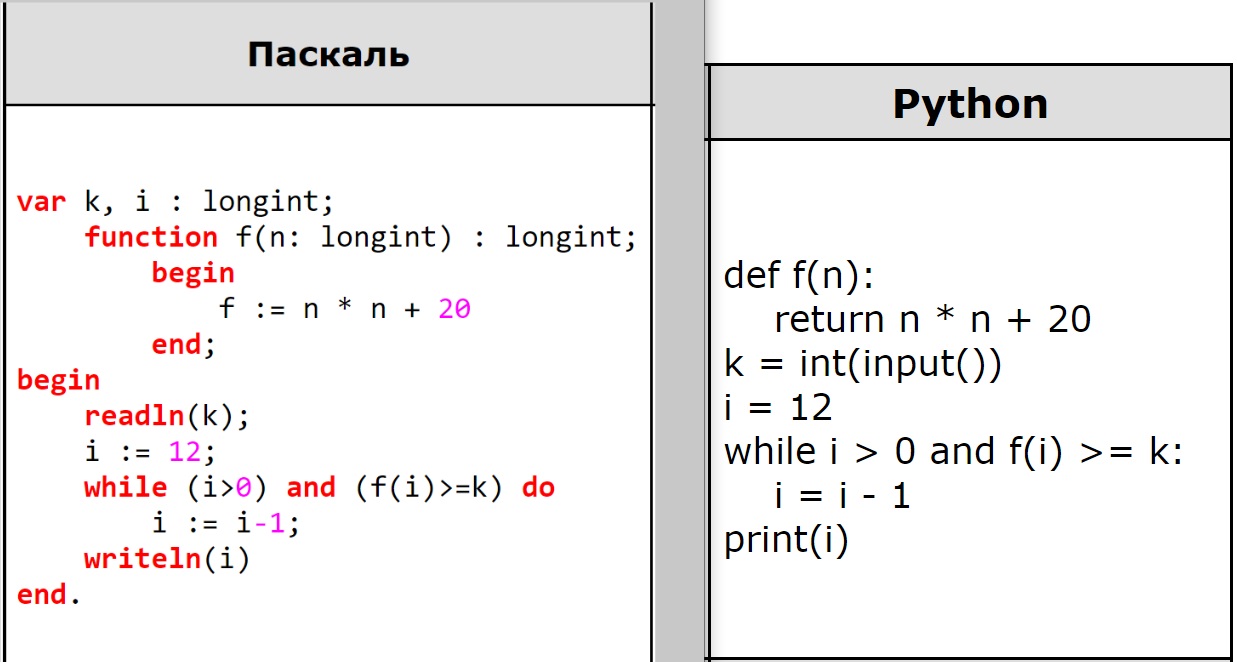 Паскаль
var k, i : longint;
function f(n: longint) : longint;
begin
f := n * n + 20
end;
begin
readln(k);
i := 12;
while (i>0) and (f(i)>=k) do
i := i-1;
writeln(i)
end.
Python
def f(n):
return n * n + 20
k = int(input())
i = 12
while i > 0 and f(i) >= k:
i = i - 1
print(i)